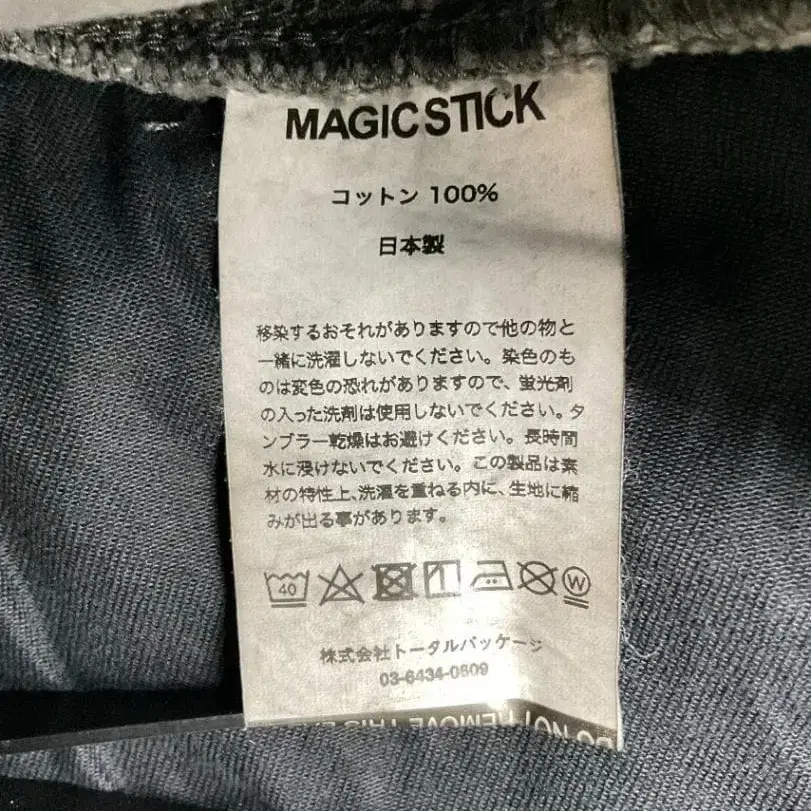 MAGIC STICK
コットン 100%
日本製
移染するおそれがありますので他の物と
一緒に洗濯しないでください。染色のも
のは変色の恐れがありますので、蛍光剤
の入った洗剤は使用しないでください。タ
ンブラー乾燥はお避けください。長時間
水に浸けないでください。この製品は素
材の特性上、洗濯を重ねる内に、生地に縮
みが出る事があります。
40
W
株式会社トータルパッケージ
03-6434-0609
DO NOT REMOVE THIS